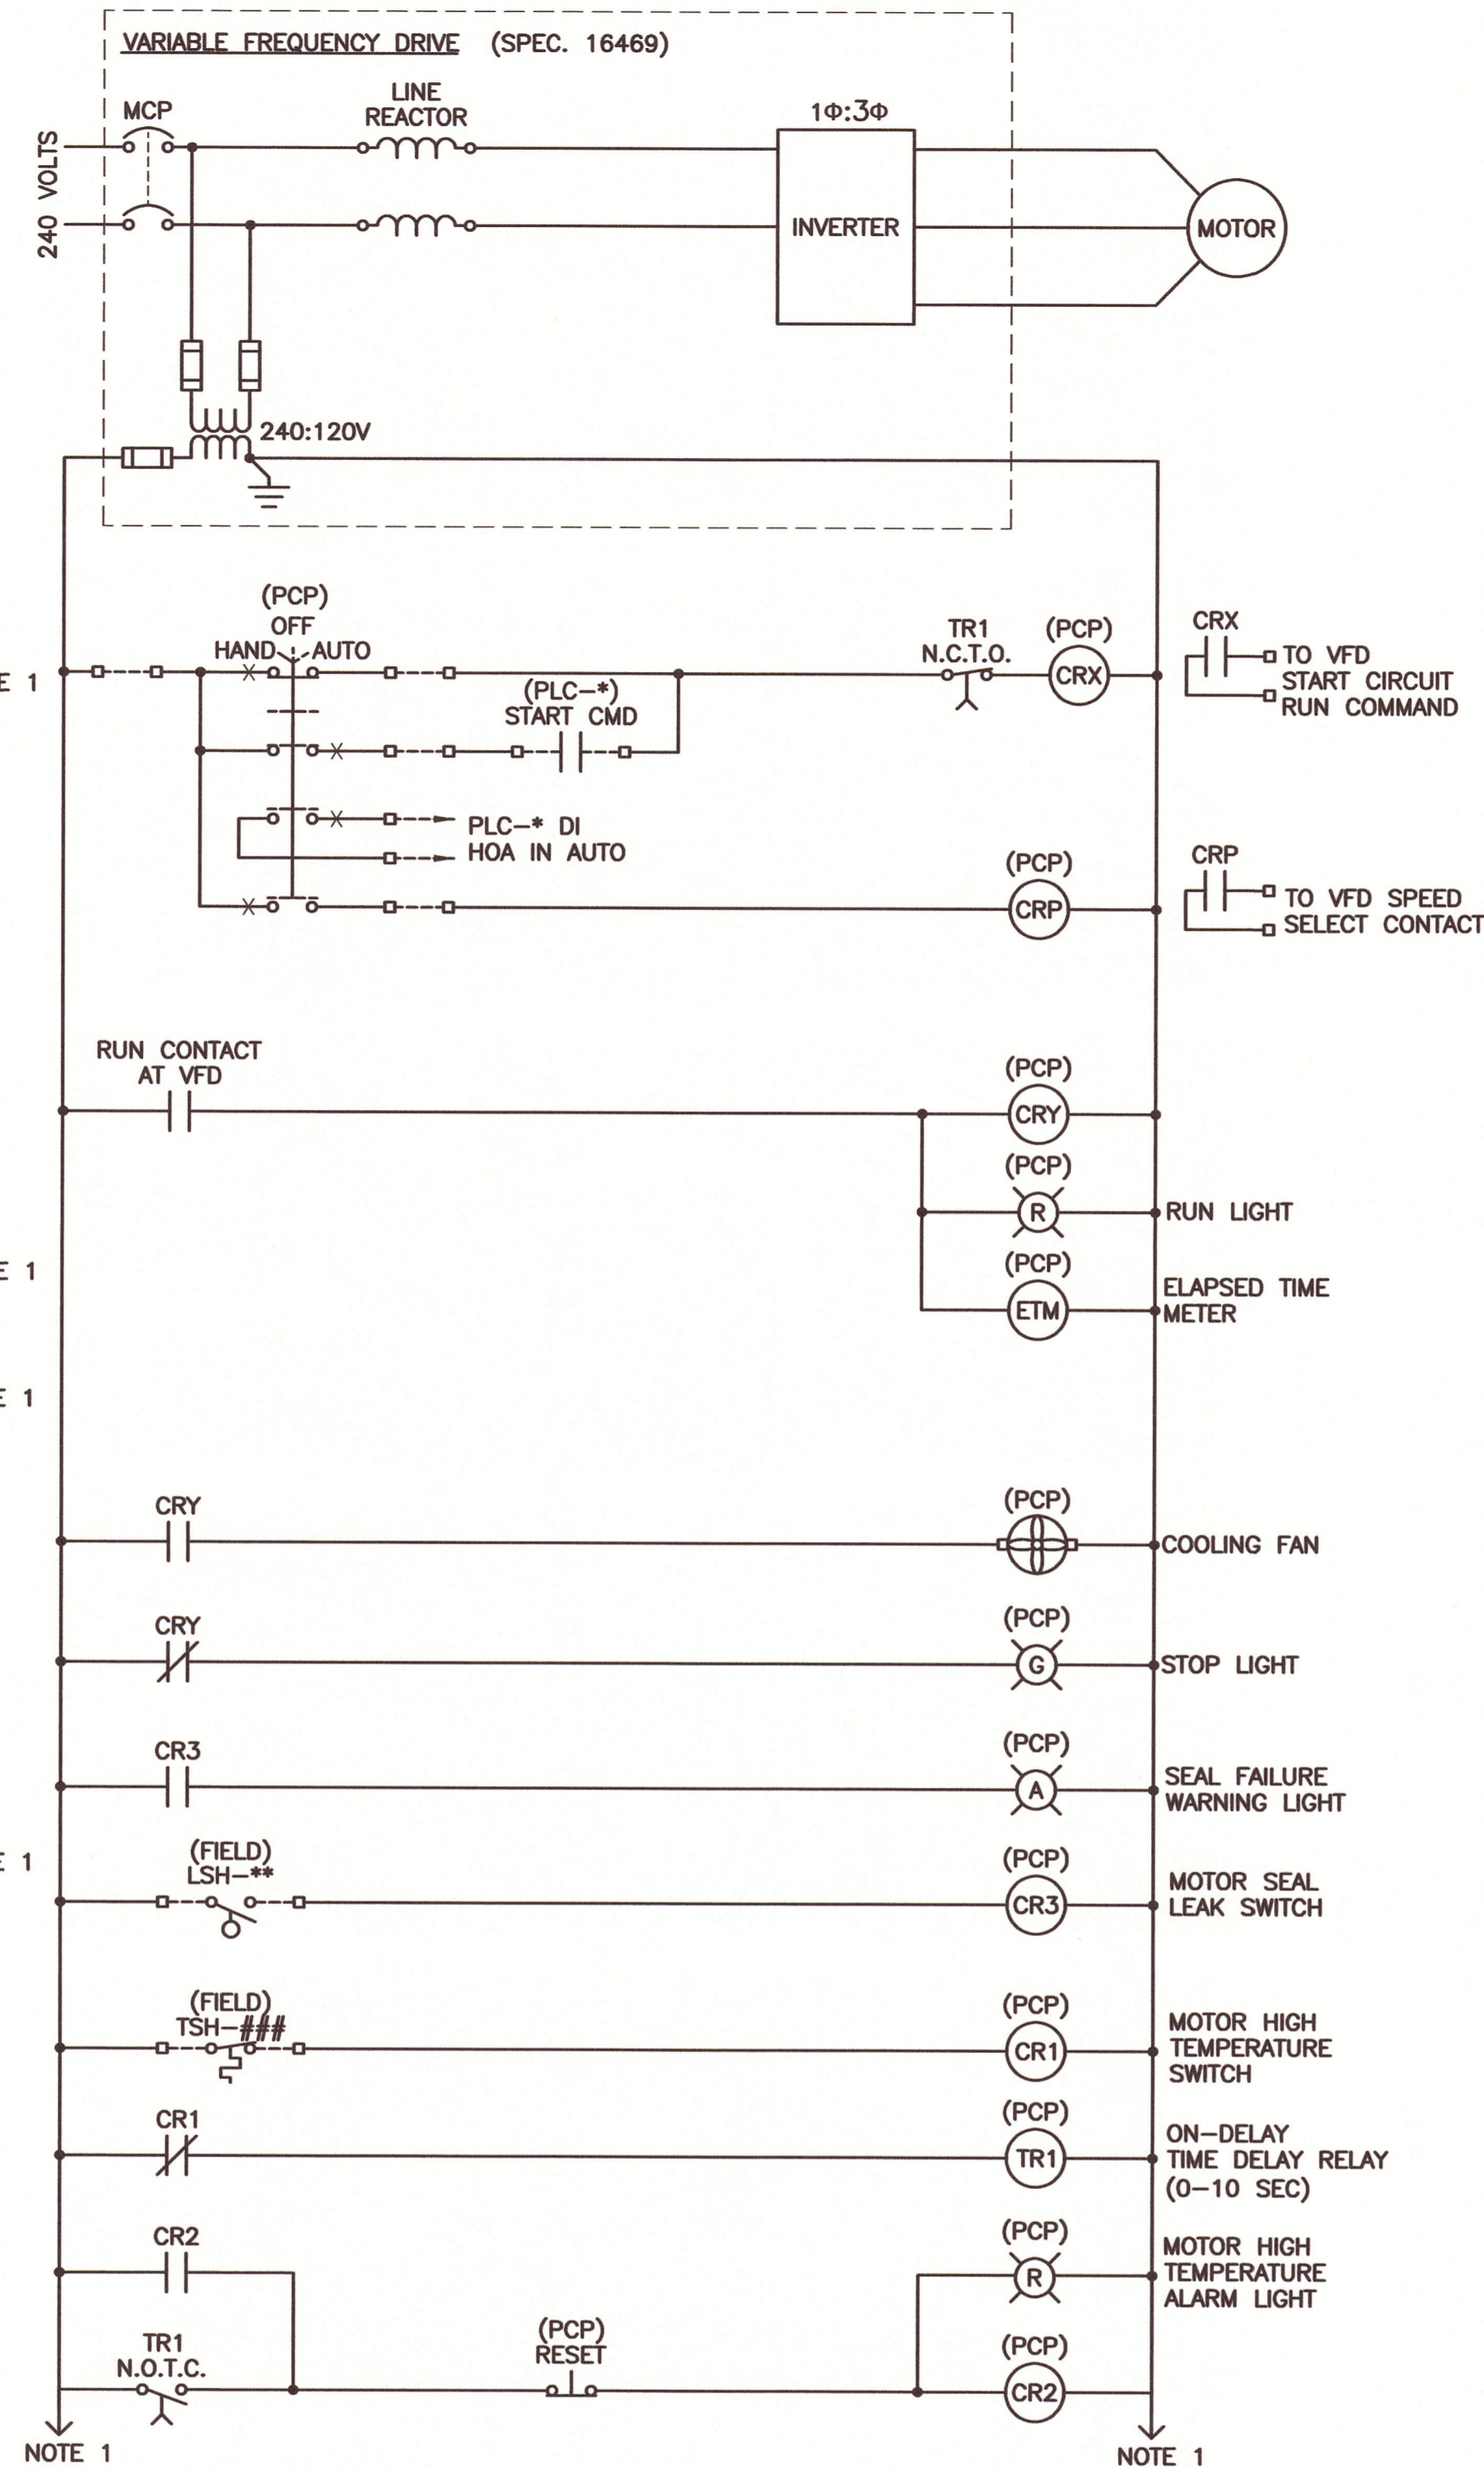 VARIABLE FREQUENCY DRIVE (SPEC. 16469)
MCP
LINE
REACTOR
1Φ:3Φ
240 VOLTS
INVERTER
MOTOR
240:120V
(PCP)
OFF
HAND AUTO
TR1
N.C.T.O.
(PCP)
CRX
CRX
TO VFD
START CIRCUIT
RUN COMMAND
E 1
(PLC-*)
START CMD
PLC-* DI
HOA IN AUTO
(PCP)
CRP
CRP
TO VFD SPEED
SELECT CONTACT
RUN CONTACT
AT VFD
(PCP)
CRY
(PCP)
R
RUN LIGHT
E 1
(PCP)
ETM
ELAPSED TIME
METER
E 1
CRY
(PCP)
COOLING FAN
CRY
(PCP)
G
STOP LIGHT
CR3
(PCP)
A
SEAL FAILURE
WARNING LIGHT
E 1
(FIELD)
LSH-**
(PCP)
CR3
MOTOR SEAL
LEAK SWITCH
(FIELD)
TSH-###
(PCP)
CR1
MOTOR HIGH
TEMPERATURE
SWITCH
CR1
(PCP)
TR1
ON-DELAY
TIME DELAY RELAY
(0-10 SEC)
CR2
(PCP)
R
MOTOR HIGH
TEMPERATURE
ALARM LIGHT
TR1
N.O.T.C.
(PCP)
RESET
(PCP)
CR2
NOTE 1
NOTE 1